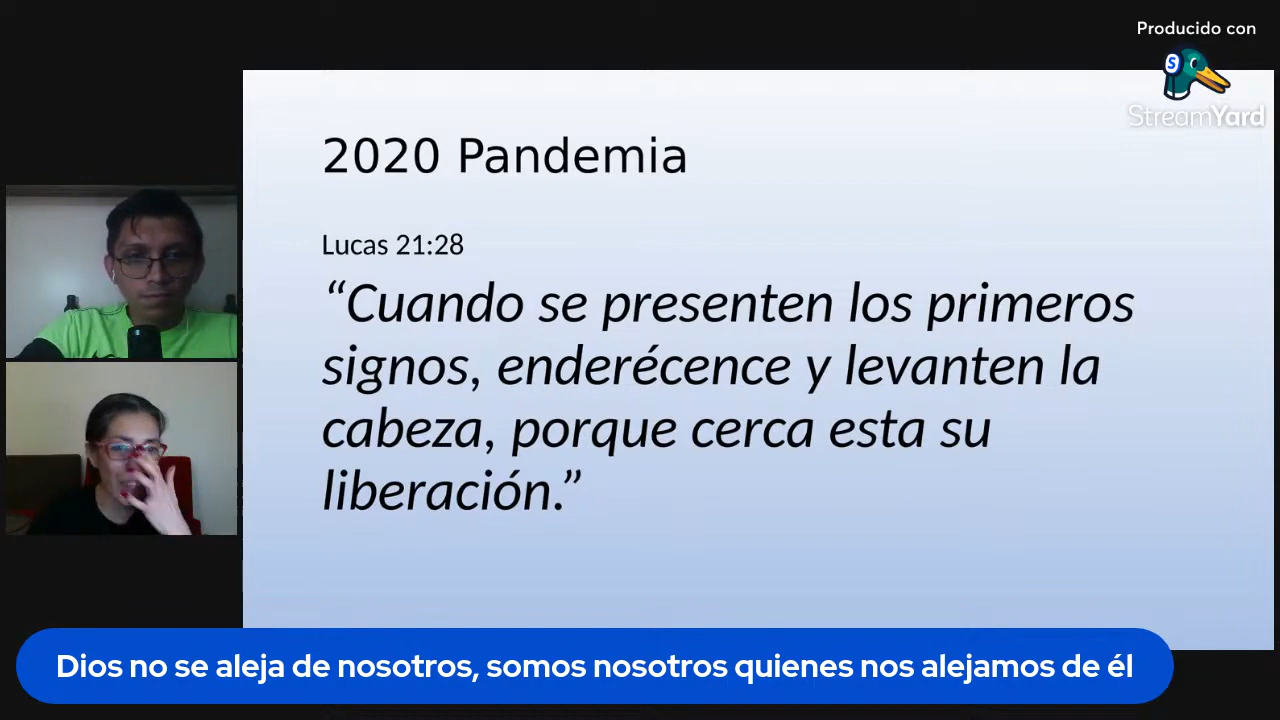 Producido con
StreamYard
2020 Pandemia
Lucas 21:28
“Cuando se presenten los primeros
signos, enderécence y levanten la
cabeza, porque cerca esta su
liberación.”
Dios no se aleja de nosotros, somos nosotros quienes nos alejamos de él